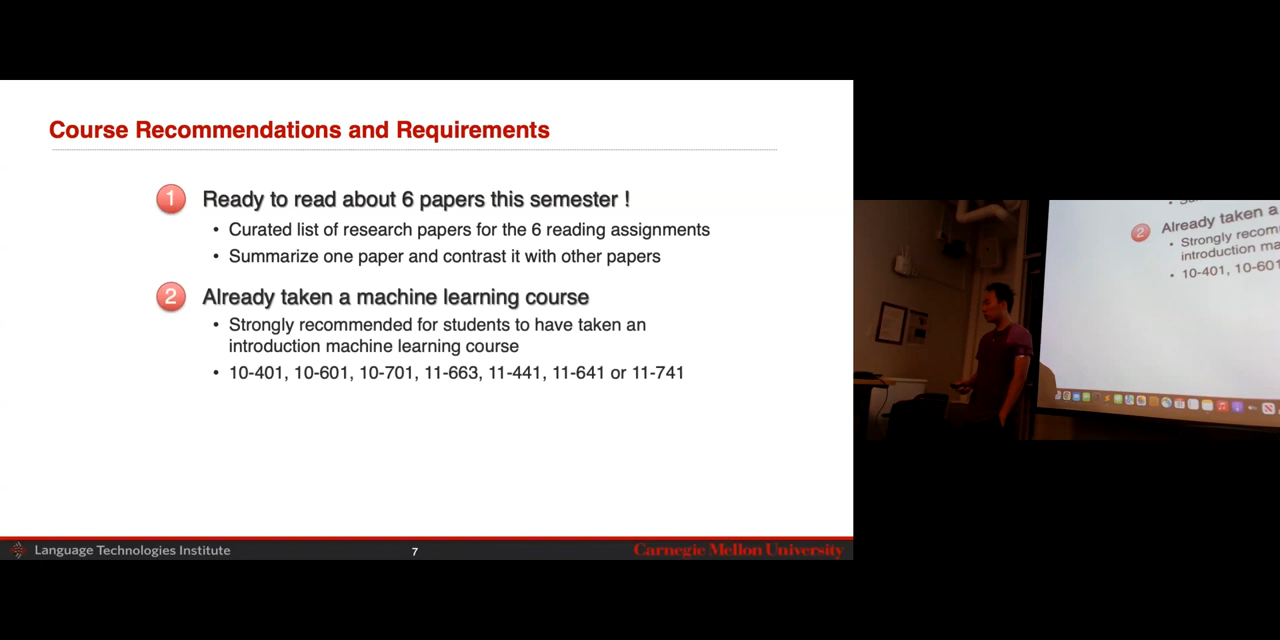 Course Recommendations and Requirements
1 Ready to read about 6 papers this semester !
• Curated list of research papers for the 6 reading assignments
• Summarize one paper and contrast it with other papers
2 Already taken a machine learning course
• Strongly recommended for students to have taken an
introduction machine learning course
• 10-401, 10-601, 10-701, 11-663, 11-441, 11-641 or 11-741
Language Technologies Institute
7
Carnegie Mellon University
2 Already taken a
• Strongly recom
introduction ma
• 10-401, 10-601